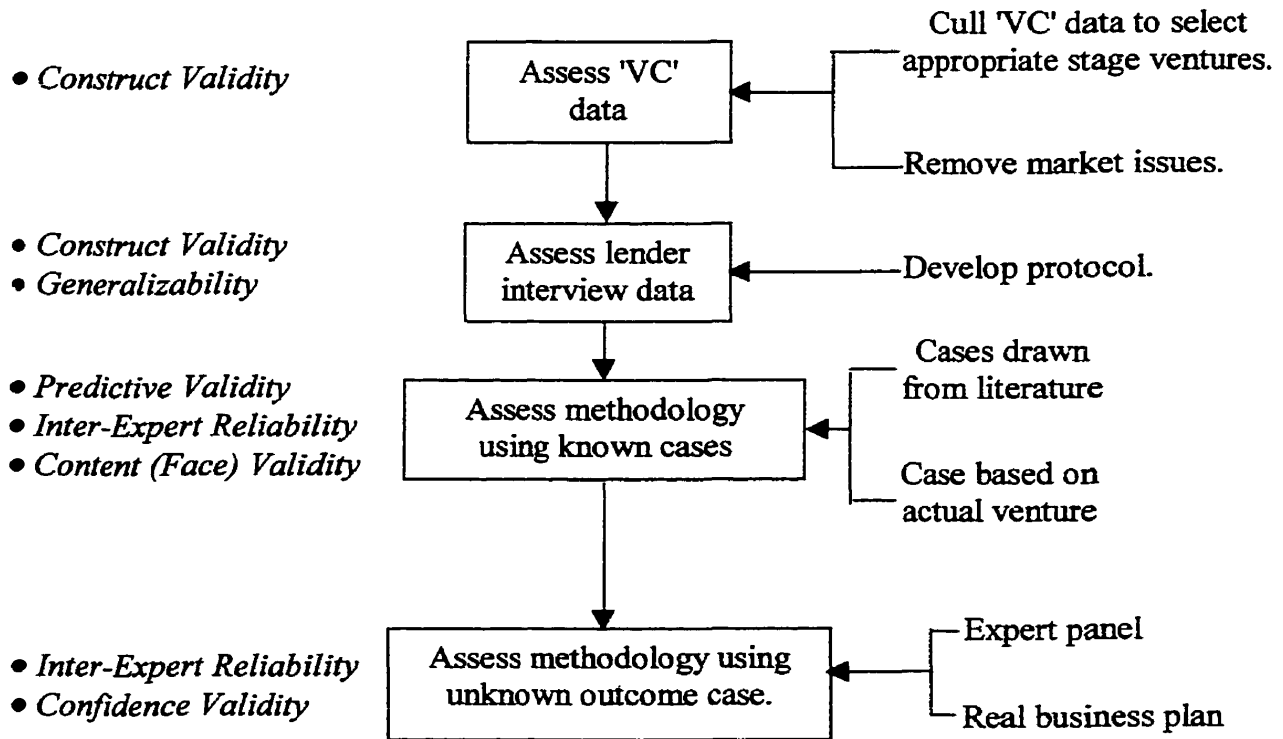 Cull 'VC' data to select
appropriate stage ventures.
• Construct Validity
Assess 'VC'
data
Remove market issues.
• Construct Validity
• Generalizability
Assess lender
interview data
Develop protocol.
Cases drawn
from literature
• Predictive Validity
• Inter-Expert Reliability
• Content (Face) Validity
Assess methodology
using known cases
Case based on
actual venture
Expert panel
• Inter-Expert Reliability
• Confidence Validity
Assess methodology using
unknown outcome case.
Real business plan